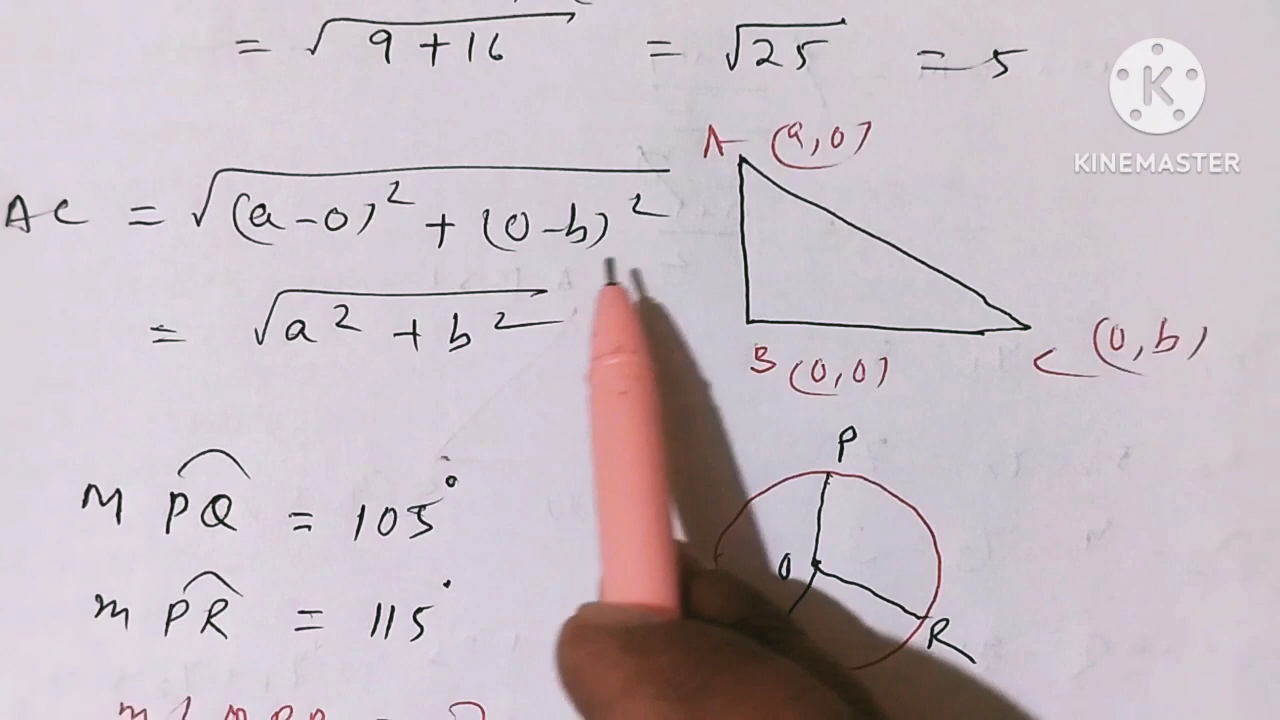 = √9+16 = √25 = 5
K
KINEMASTER
A (a,0)
AC = √(a-0)² + (0-b)²
= √a² + b²
B (0,0)
C (0,b)
P
m PQ = 105°
O
m PR = 115°
R